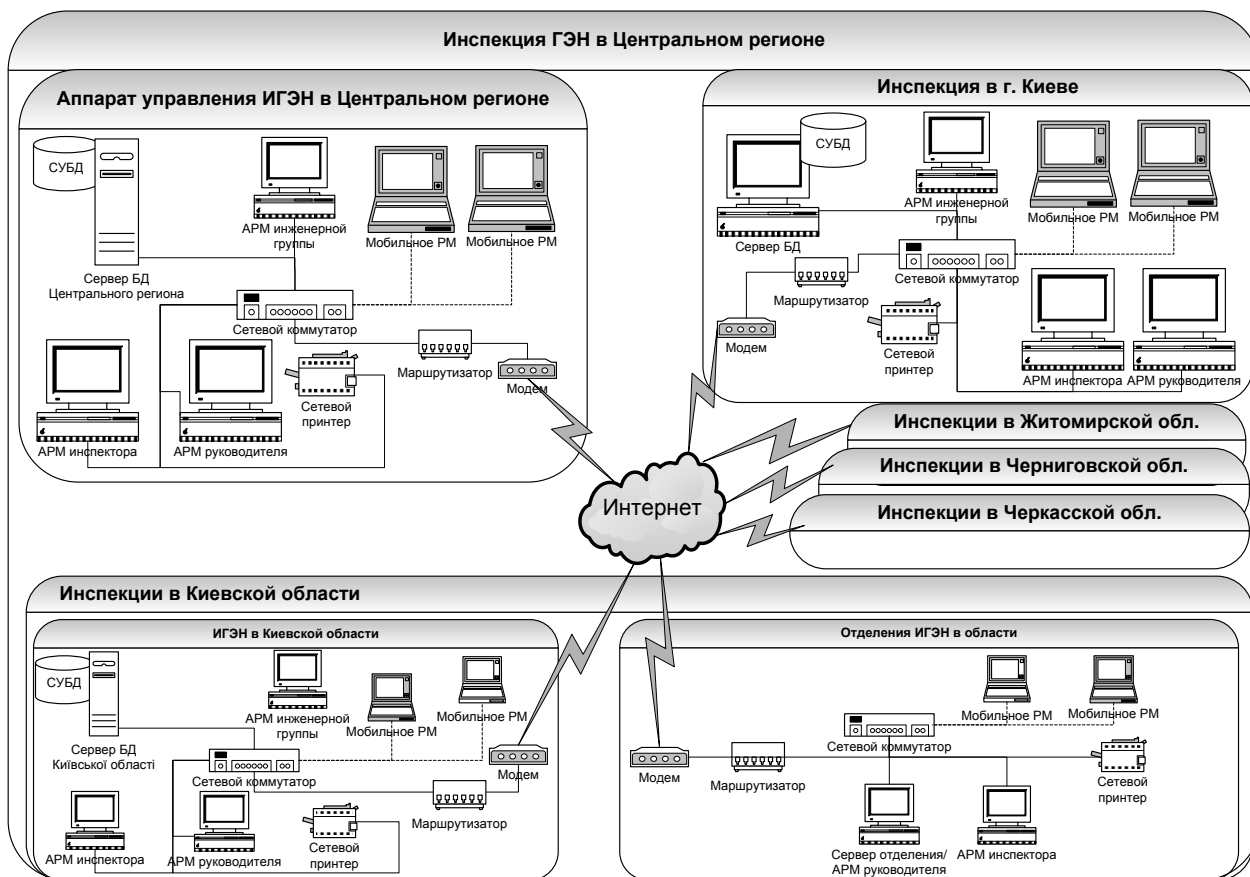 Инспекция ГЭН в Центральном регионе
Аппарат управления ИГЭН в Центральном регионе
СУБД
АРМ инженерной
группы
Мобильное РМ
Мобильное РМ
Сервер БД
Центрального региона
Сетевой коммутатор
Маршрутизатор
Модем
Сетевой
принтер
АРМ инспектора
АРМ руководителя
Инспекция в г. Киеве
СУБД
АРМ инженерной
группы
Мобильное РМ
Мобильное РМ
Сервер БД
Сетевой коммутатор
Маршрутизатор
Модем
Сетевой
принтер
АРМ инспектора
АРМ руководителя
Инспекции в Житомирской обл.
Инспекции в Черниговской обл.
Инспекции в Черкасской обл.
Интернет
Инспекции в Киевской области
ИГЭН в Киевской области
СУБД
АРМ инженерной
группы
Мобильное РМ
Мобильное РМ
Сервер БД
Київської області
Сетевой коммутатор
Модем
Маршрутизатор
АРМ инспектора
АРМ руководителя
Сетевой
принтер
Отделения ИГЭН в области
Мобильное РМ
Мобильное РМ
Сетевой коммутатор
Модем
Маршрутизатор
Сетевой
принтер
Сервер отделения/
АРМ руководителя
АРМ инспектора